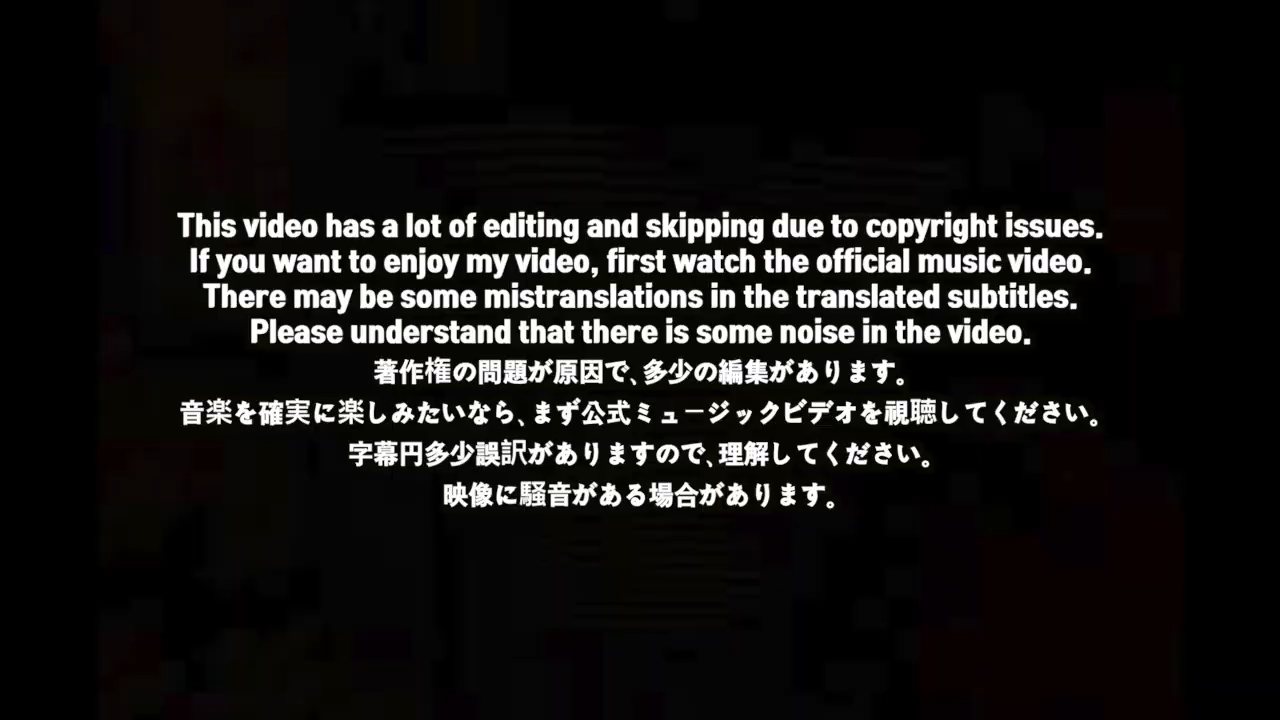 This video has a lot of editing and skipping due to copyright issues.
If you want to enjoy my video, first watch the official music video.
There may be some mistranslations in the translated subtitles.
Please understand that there is some noise in the video.
著作権の問題が原因で、多少の編集があります。
音楽を確実に楽しみたいなら、まず公式ミュージックビデオを視聴してください。
字幕円多少誤訳がありますので、理解してください。
映像に騒音がある場合があります。